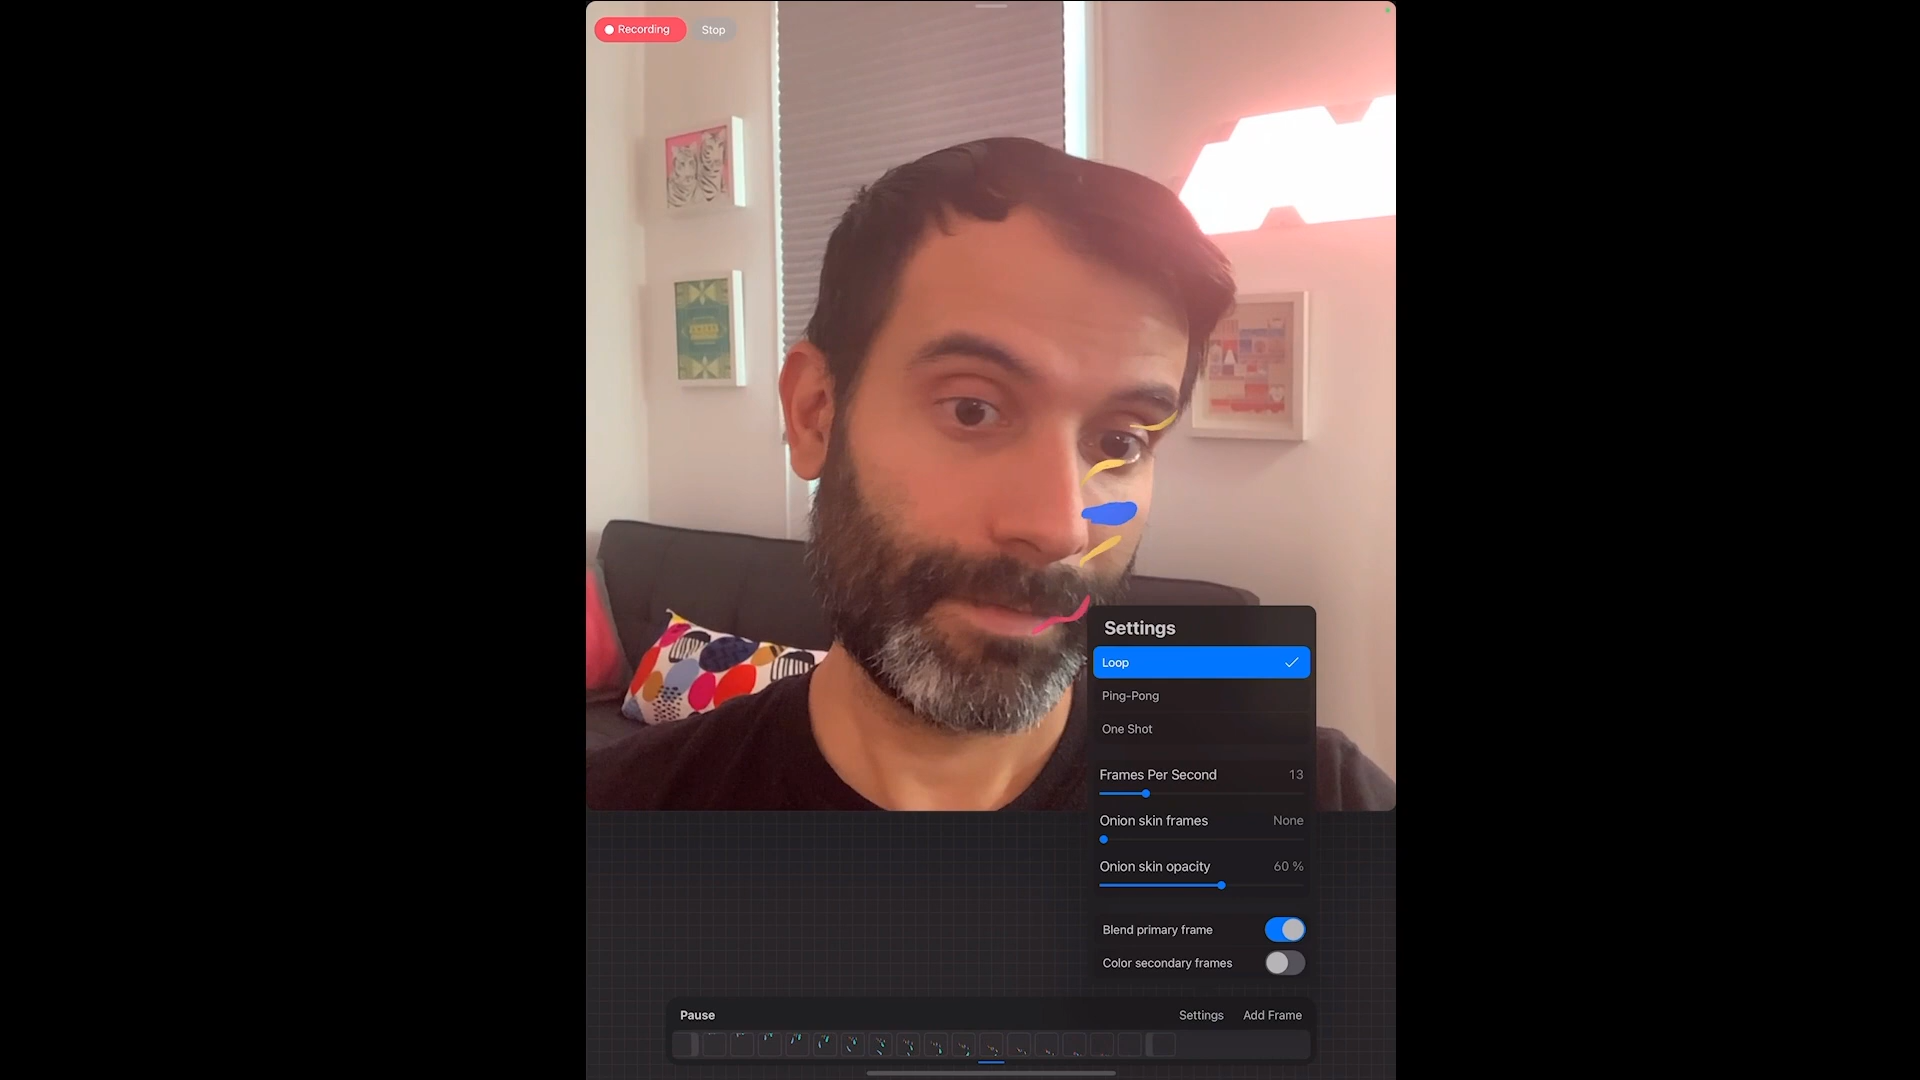 Recording Stop
Settings
Loop
Ping-Pong
One Shot
Frames Per Second 13
Onion skin frames None
Onion skin opacity 60 %
Blend primary frame
Color secondary frames
Pause Settings Add Frame